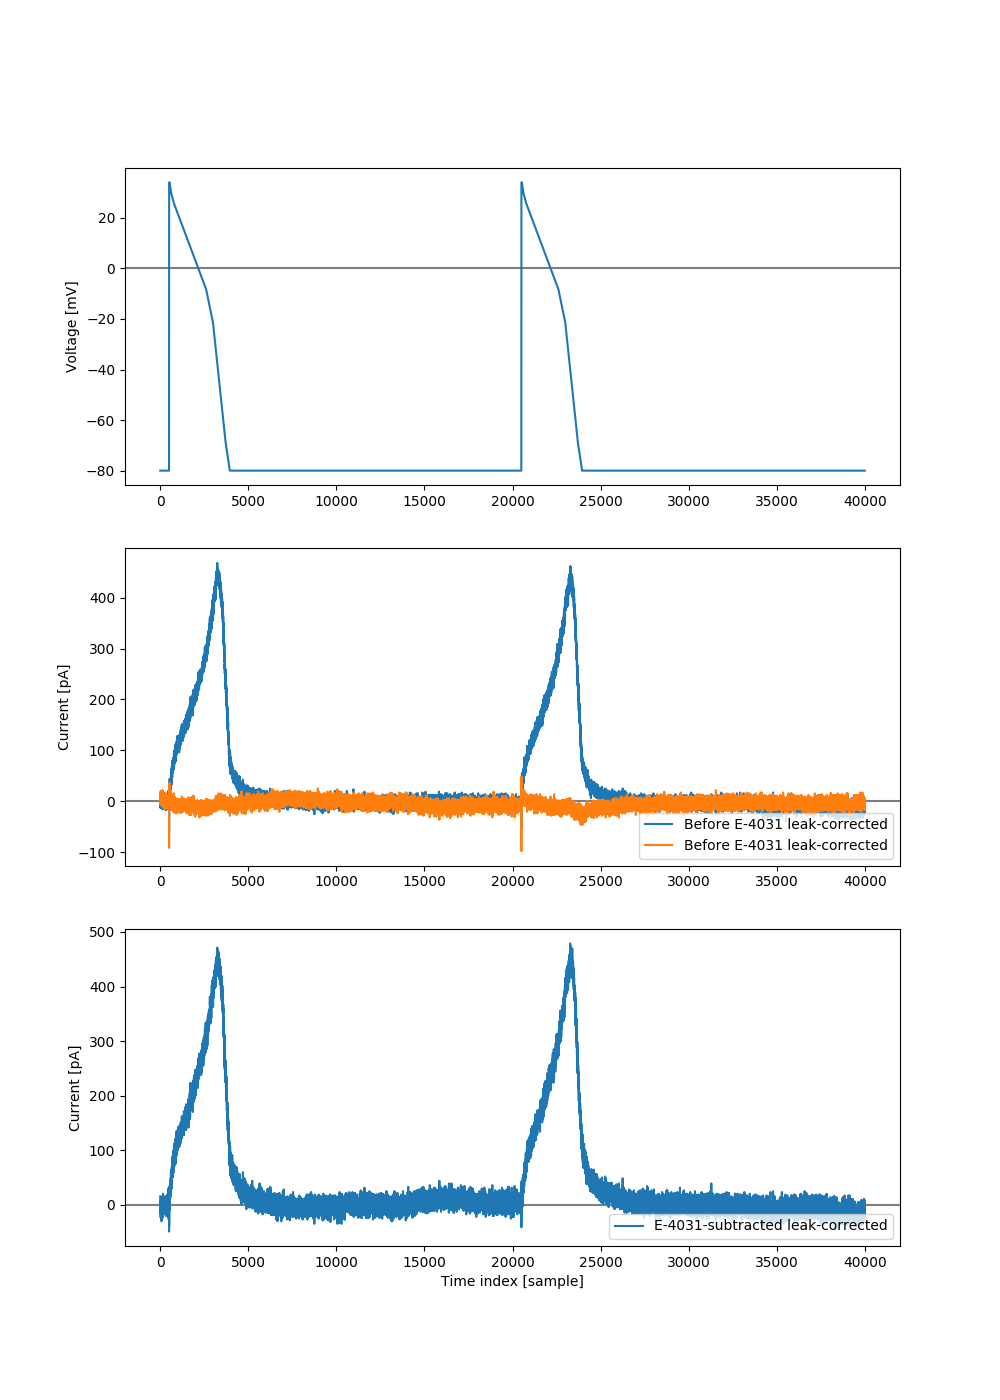 20
0
−20
−40
−60
−80
Voltage [mV]
0 5000 10000 15000 20000 25000 30000 35000 40000
400
300
200
100
0
−100
Current [pA]
Before E-4031 leak-corrected
Before E-4031 leak-corrected
0 5000 10000 15000 20000 25000 30000 35000 40000
500
400
300
200
100
0
Current [pA]
E-4031-subtracted leak-corrected
0 5000 10000 15000 20000 25000 30000 35000 40000
Time index [sample]